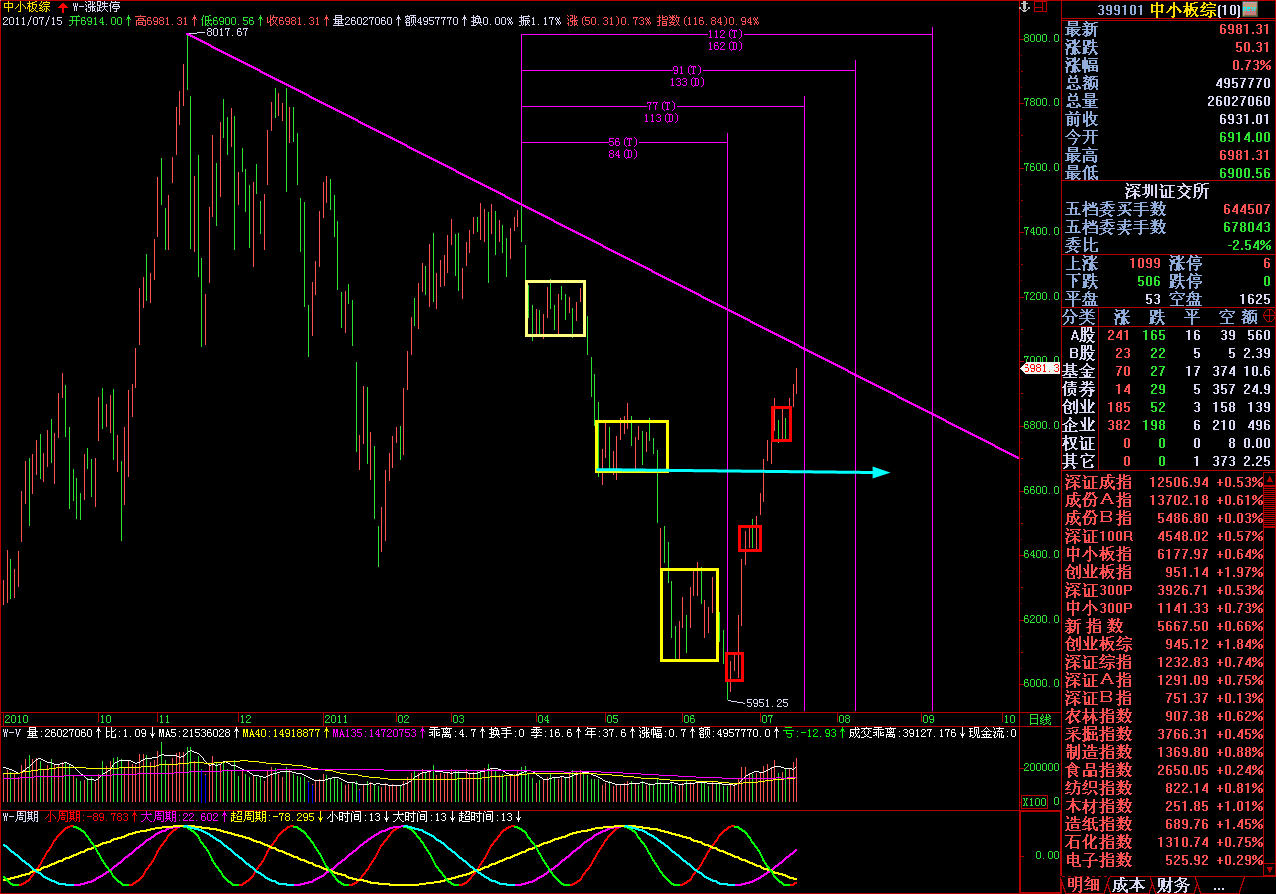 中小板综 W-涨跌停
2011/07/15 开6914.00↑高6981.31↑低6900.56↑收6981.31↑量26027060↑额4957770↑换0.00% 振1.17% 涨(50.31)0.73% 指数(116.84)0.94%
8017.67
112(T)
162(D)
91(T)
133(D)
77(T)
113(D)
56(T)
84(D)
5951.25
8000.0
7800.0
7600.0
7400.0
7200.0
7000.0
6981.3
6800.0
6600.0
6400.0
6200.0
6000.0
2010 10 11 12 2011 02 03 04 05 06 07 08 09 10 日线
W-V 量:26027060↑比:1.09↓MA5:21536028↑MA40:14918877↑MA135:14720753↑乖离:4.7↑换手:0 季:16.6↑年:37.6↑涨幅:0.7↑额:4957770.0↑亏:-12.93↑成交乖离:39127.176↓现金流:0
200000
X100 0
W-周期 小周期:-89.783↑大周期:22.602↑超周期:-78.295↓小时间:13↓大时间:13↓超时间:13↓
0.00
399101 中小板综(10)
最新 6981.31
涨跌 50.31
涨幅 0.73%
总额 4957770
总量 26027060
前收 6931.01
今开 6914.00
最高 6981.31
最低 6900.56
深圳证交所
五档委买手数 644507
五档委卖手数 678043
委比 -2.54%
上涨 1099 涨停 6
下跌 506 跌停 0
平盘 53 空盘 1625
分类 涨 跌 平 空 额
A股 241 165 16 39 560
B股 23 22 5 5 2.39
基金 70 27 17 374 10.6
债券 14 29 5 357 24.9
创业 185 52 3 158 139
企业 382 198 6 210 496
权证 0 0 0 8 0.00
其它 0 0 1 373 2.25
深证成指 12506.94 +0.53%
成份A指 13702.18 +0.61%
成份B指 5486.80 +0.03%
深证100R 4548.02 +0.57%
中小板指 6177.97 +0.64%
创业板指 951.14 +1.97%
深证300P 3926.71 +0.53%
中小300P 1141.33 +0.73%
新指数 5667.50 +0.66%
创业板综 945.12 +1.84%
深证综指 1232.83 +0.74%
深证A指 1291.09 +0.75%
深证B指 751.37 +0.13%
农林指数 907.38 +0.62%
采掘指数 3766.31 +0.45%
制造指数 1369.80 +0.88%
食品指数 2650.05 +0.24%
纺织指数 822.14 +0.81%
木材指数 251.85 +1.01%
造纸指数 689.76 +1.45%
石化指数 1310.74 +0.75%
电子指数 525.92 +0.29%
明细 成本 财务 ...